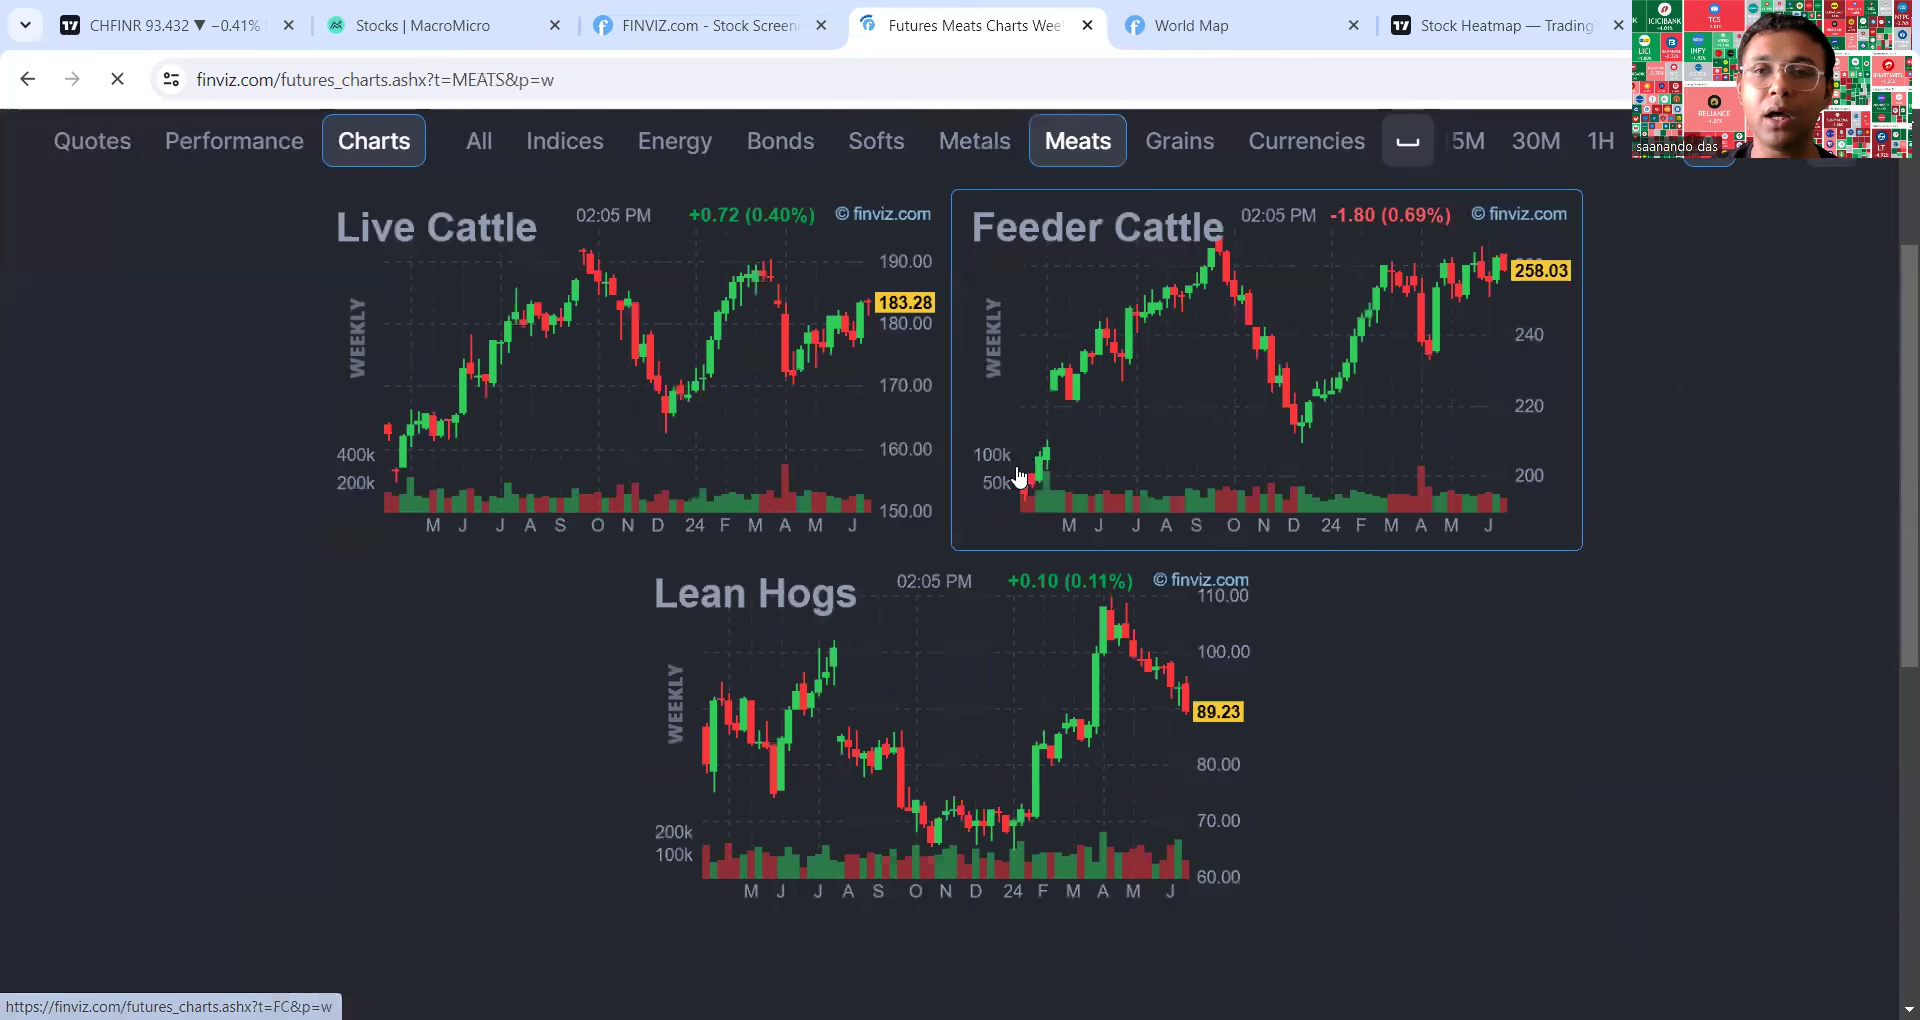 CHFINR 93.432 ▼ −0.41%
Stocks | MacroMicro
FINVIZ.com - Stock Screen
Futures Meats Charts Wee
World Map
Stock Heatmap — Trading
finviz.com/futures_charts.ashx?t=MEATS&p=w
Quotes Performance Charts All Indices Energy Bonds Softs Metals Meats Grains Currencies 5M 30M 1H
ICICIBANK
TCS
LICI
INFY
RELIANCE
LT
saanando das
Live Cattle 02:05 PM +0.72 (0.40%) © finviz.com
WEEKLY
190.00
183.28
180.00
170.00
160.00
150.00
400k
200k
M J J A S O N D 24 F M A M J
Feeder Cattle 02:05 PM -1.80 (0.69%) © finviz.com
WEEKLY
258.03
240
220
200
100k
50k
M J J A S O N D 24 F M A M J
Lean Hogs 02:05 PM +0.10 (0.11%) © finviz.com
WEEKLY
110.00
100.00
89.23
80.00
70.00
60.00
200k
100k
M J J A S O N D 24 F M A M J
https://finviz.com/futures_charts.ashx?t=FC&p=w